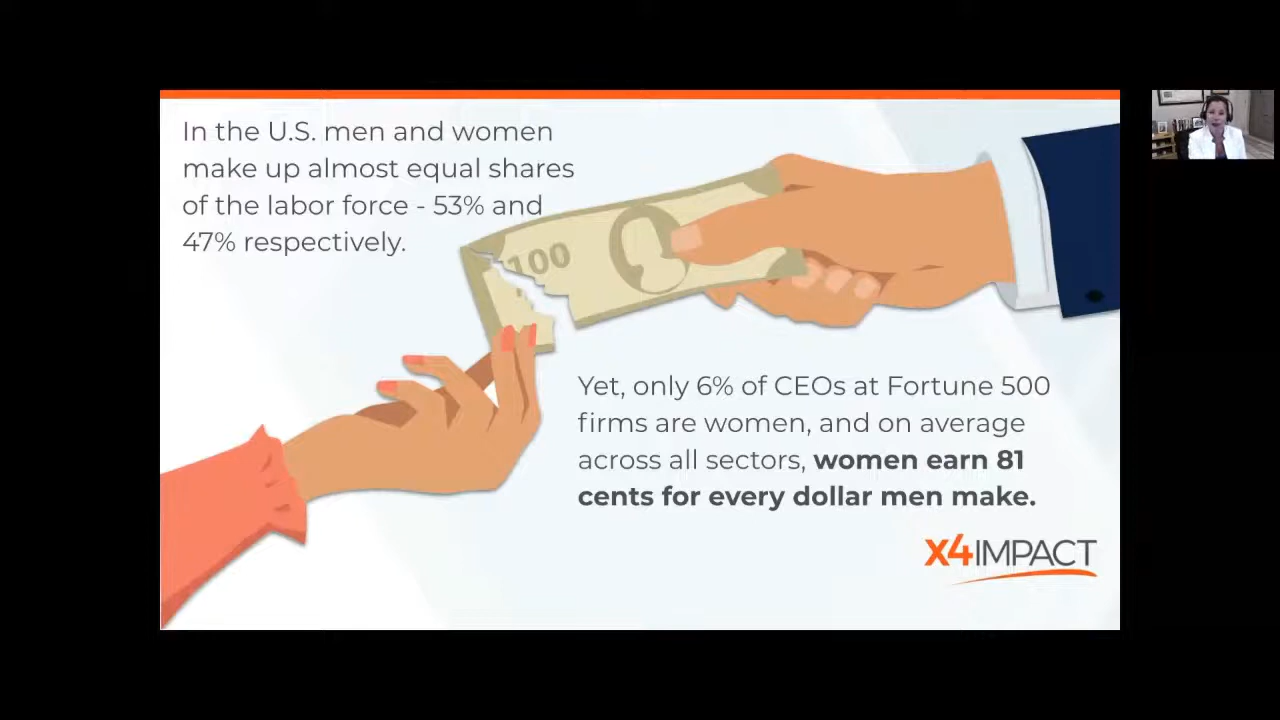 In the U.S. men and women
make up almost equal shares
of the labor force - 53% and
47% respectively.
100
Yet, only 6% of CEOs at Fortune 500
firms are women, and on average
across all sectors, women earn 81
cents for every dollar men make.
X4IMPACT